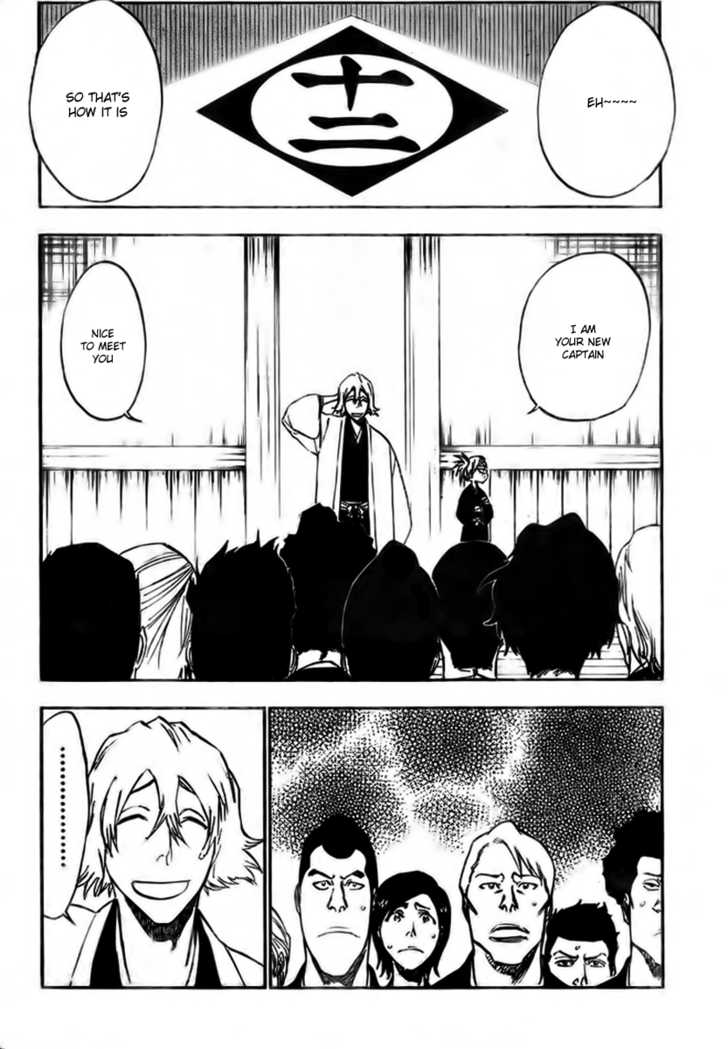 EH~~~~
十
二
SO THAT'S
HOW IT IS
I AM
YOUR NEW
CAPTAIN
NICE
TO MEET
YOU
..........